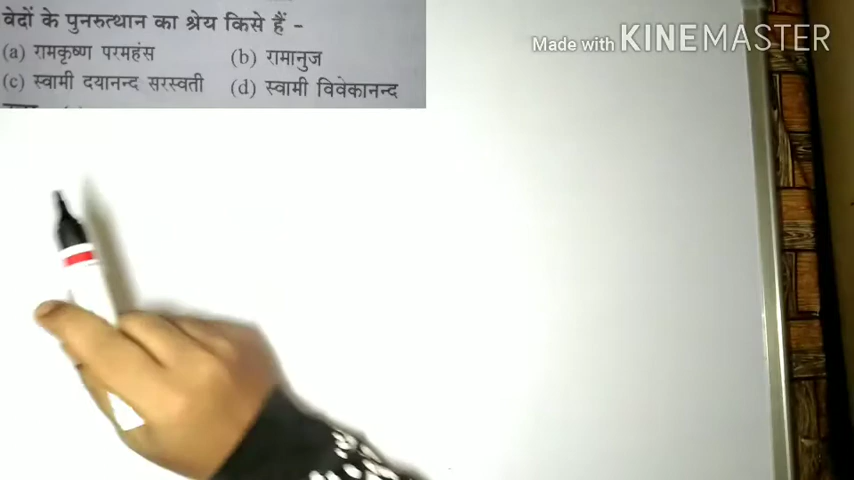 वेदों के पुनरुत्थान का श्रेय किसे हैं -
(a) रामकृष्ण परमहंस (b) रामानुज
(c) स्वामी दयानन्द सरस्वती (d) स्वामी विवेकानन्द
Made with KINEMASTER